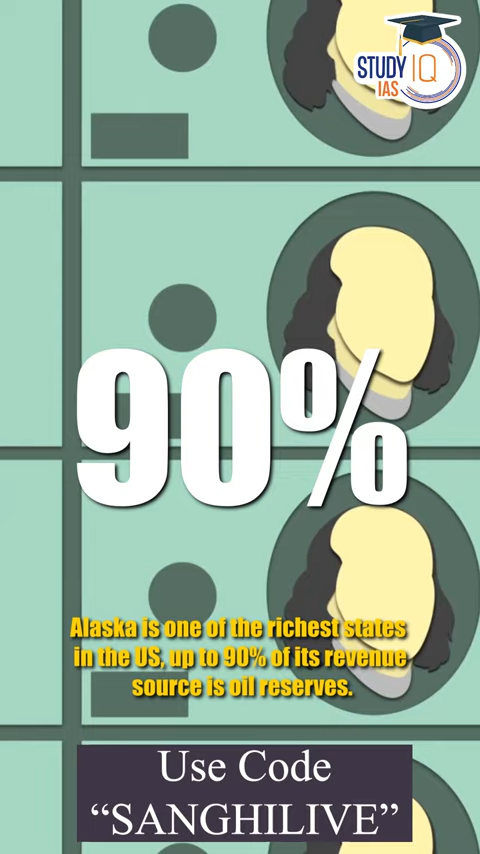 STUDY IQ
IAS
90%
Alaska is one of the richest states
in the US, up to 90% of its revenue
source is oil reserves.
Use Code
“SANGHILIVE”